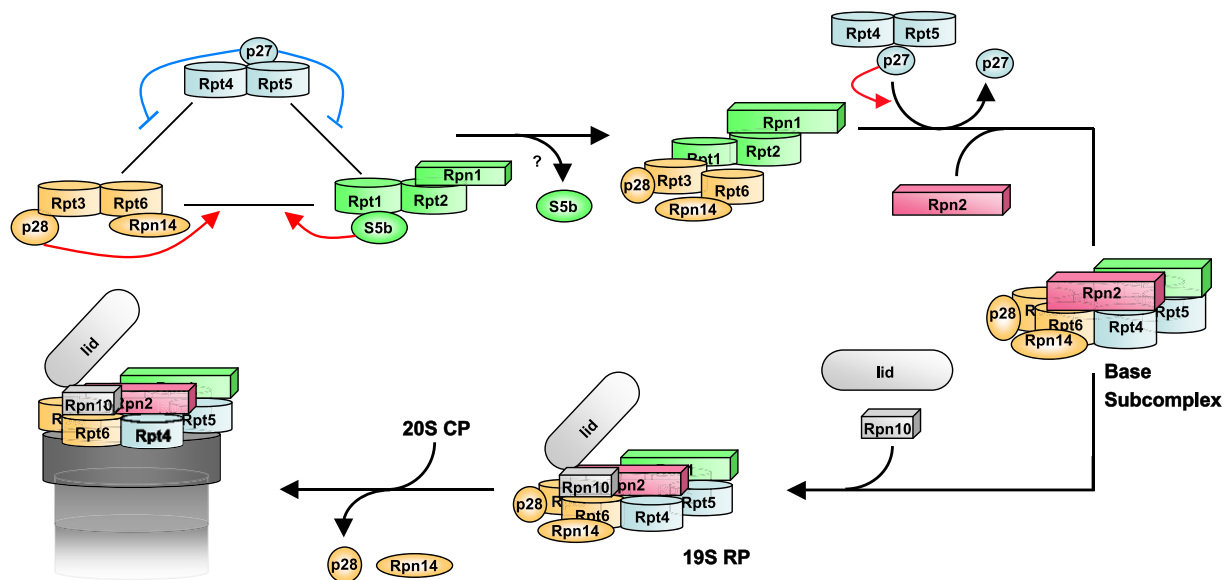 p27
Rpt4
Rpt5
Rpt3
Rpt6
p28
Rpn14
Rpn1
Rpt1
Rpt2
S5b
?
S5b
Rpn1
Rpt1
Rpt2
p28
Rpt3
Rpt6
Rpn14
Rpt4
Rpt5
p27
p27
Rpn2
Rpn2
p28
Rpt6
Rpt4
Rpt5
Rpn14
Base
Subcomplex
lid
Rpn10
lid
Rpn10
p28
Rpt6
Rpt4
Rpt5
Rpn14
19S RP
20S CP
p28
Rpn14
lid
Rpn10
Rpt6
Rpt4
Rpt5